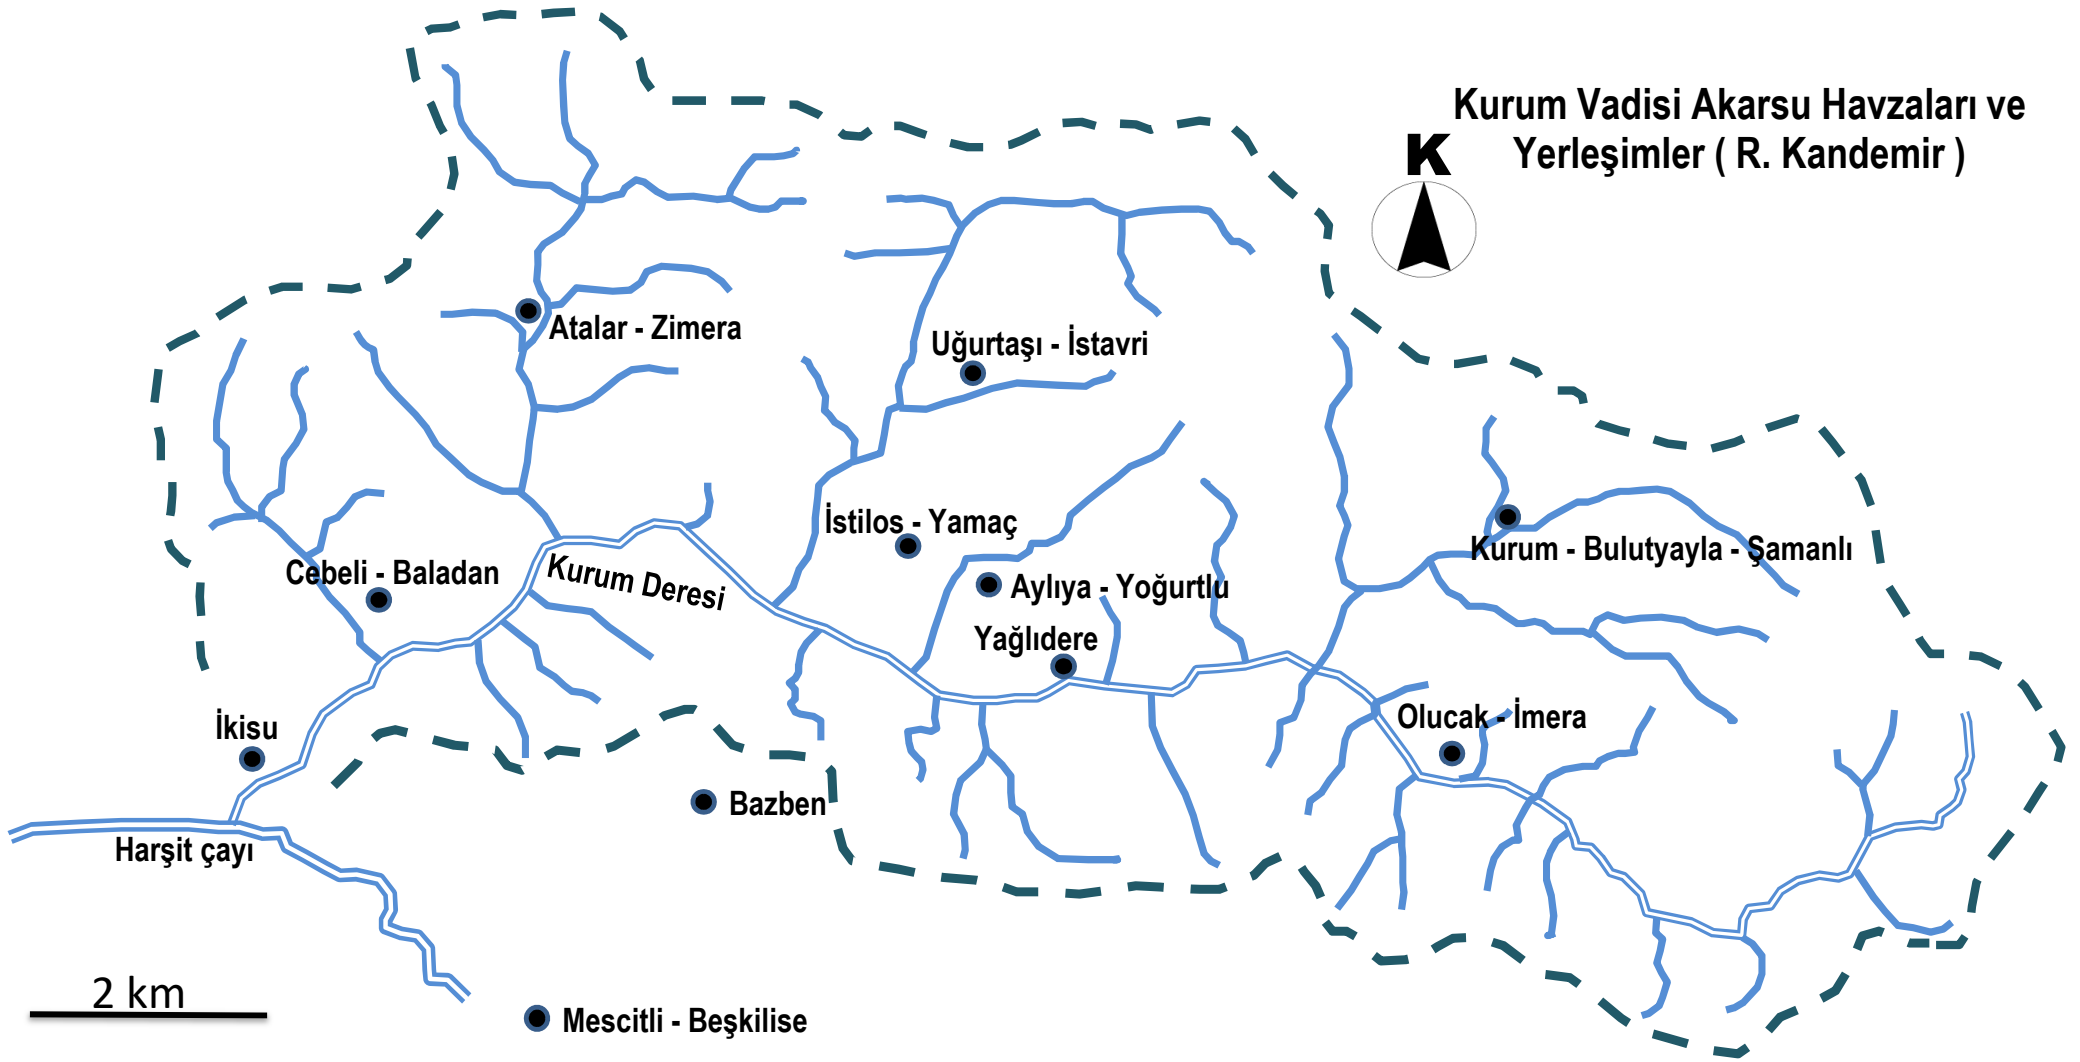 Kurum Vadisi Akarsu Havzaları ve
Yerleşimler ( R. Kandemir )
K
Atalar - Zimera
Uğurtaşı - İstavri
İstilos - Yamaç
Kurum - Bulutyayla - Şamanlı
Cebeli - Baladan
Kurum Deresi
Aylıya - Yoğurtlu
Yağlıdere
Olucak - İmera
İkisu
Bazben
Harşit çayı
2 km
Mescitli - Beşkilise